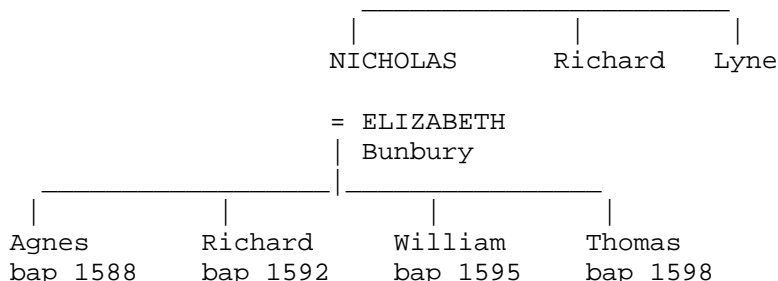 NICHOLAS Richard Lyne
= ELIZABETH
Bunbury
Agnes Richard William Thomas
bap 1588 bap 1592 bap 1595 bap 1598